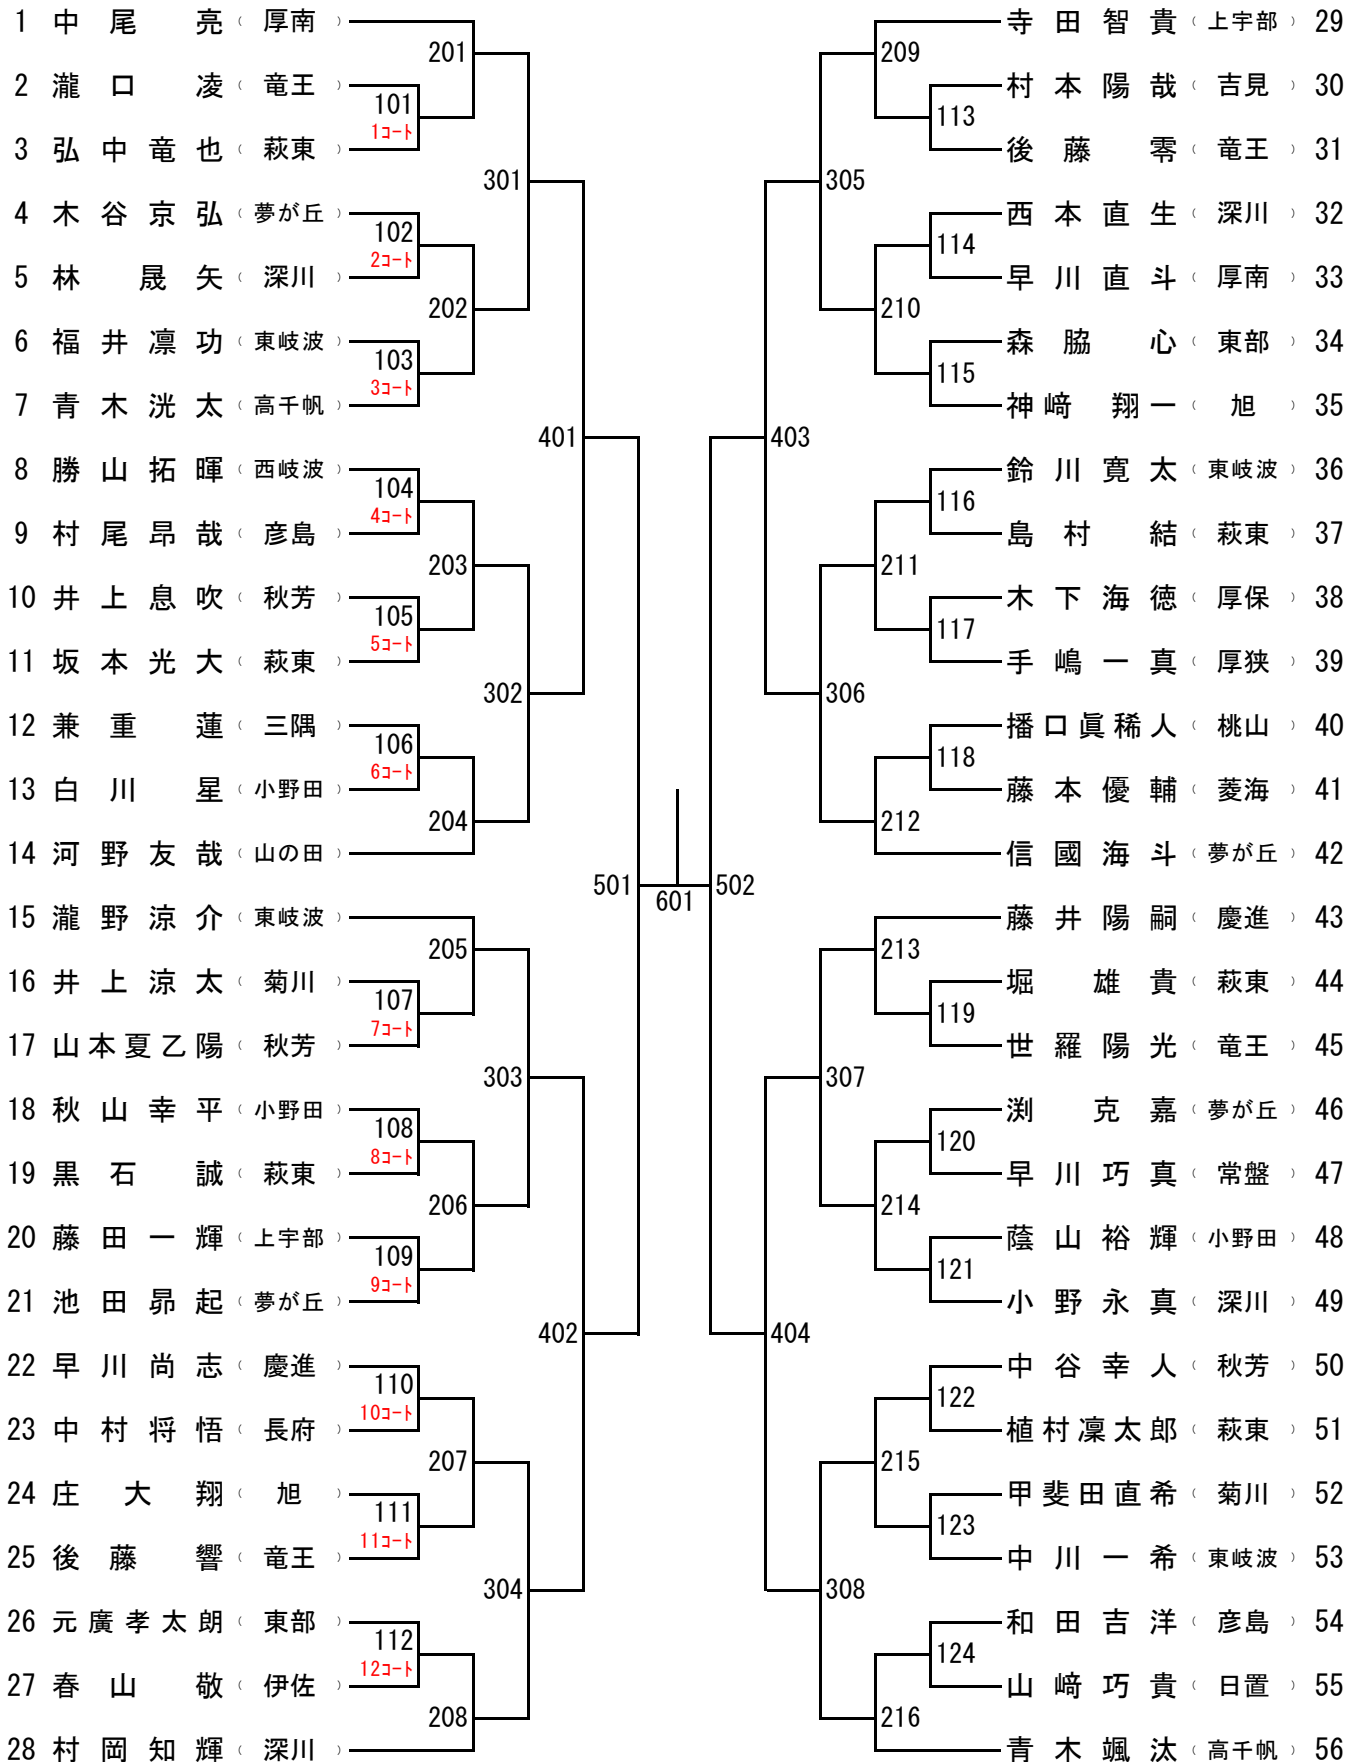 1 中尾 亮 （ 厚南 ）
201
2 瀧口 凌 （ 竜王 ）
101
1コート
3 弘中竜也 （ 萩東 ）
301
4 木谷京弘 （ 夢が丘 ）
102
2コート
5 林 晟矢 （ 深川 ）
202
6 福井凛功 （ 東岐波 ）
103
3コート
7 青木洸太 （ 高千帆 ）
401
8 勝山拓暉 （ 西岐波 ）
104
4コート
9 村尾昂哉 （ 彦島 ）
203
10 井上息吹 （ 秋芳 ）
105
5コート
11 坂本光大 （ 萩東 ）
302
12 兼重 蓮 （ 三隅 ）
106
6コート
13 白川 星 （ 小野田 ）
204
14 河野友哉 （ 山の田 ）
501
15 瀧野涼介 （ 東岐波 ）
205
16 井上涼太 （ 菊川 ）
107
7コート
17 山本夏乙陽 （ 秋芳 ）
303
18 秋山幸平 （ 小野田 ）
108
8コート
19 黒石 誠 （ 萩東 ）
206
20 藤田一輝 （ 上宇部 ）
109
9コート
21 池田昴起 （ 夢が丘 ）
402
22 早川尚志 （ 慶進 ）
110
10コート
23 中村将悟 （ 長府 ）
207
24 庄 大翔 （ 旭 ）
111
11コート
25 後藤 響 （ 竜王 ）
304
26 元廣孝太朗 （ 東部 ）
112
12コート
27 春山 敬 （ 伊佐 ）
208
28 村岡知輝 （ 深川 ）
601
寺田智貴 （ 上宇部 ） 29
209
村本陽哉 （ 吉見 ） 30
113
後藤 零 （ 竜王 ） 31
305
西本直生 （ 深川 ） 32
114
早川直斗 （ 厚南 ） 33
210
森脇 心 （ 東部 ） 34
115
神﨑翔一 （ 旭 ） 35
403
鈴川寛太 （ 東岐波 ） 36
116
島村 結 （ 萩東 ） 37
211
木下海徳 （ 厚保 ） 38
117
手嶋一真 （ 厚狭 ） 39
306
播口眞稀人 （ 桃山 ） 40
118
藤本優輔 （ 菱海 ） 41
212
信國海斗 （ 夢が丘 ） 42
502
藤井陽嗣 （ 慶進 ） 43
213
堀 雄貴 （ 萩東 ） 44
119
世羅陽光 （ 竜王 ） 45
307
渕 克嘉 （ 夢が丘 ） 46
120
早川巧真 （ 常盤 ） 47
214
蔭山裕輝 （ 小野田 ） 48
121
小野永真 （ 深川 ） 49
404
中谷幸人 （ 秋芳 ） 50
122
植村凜太郎 （ 萩東 ） 51
215
甲斐田直希 （ 菊川 ） 52
123
中川一希 （ 東岐波 ） 53
308
和田吉洋 （ 彦島 ） 54
124
山﨑巧貴 （ 日置 ） 55
216
青木颯汰 （ 高千帆 ） 56